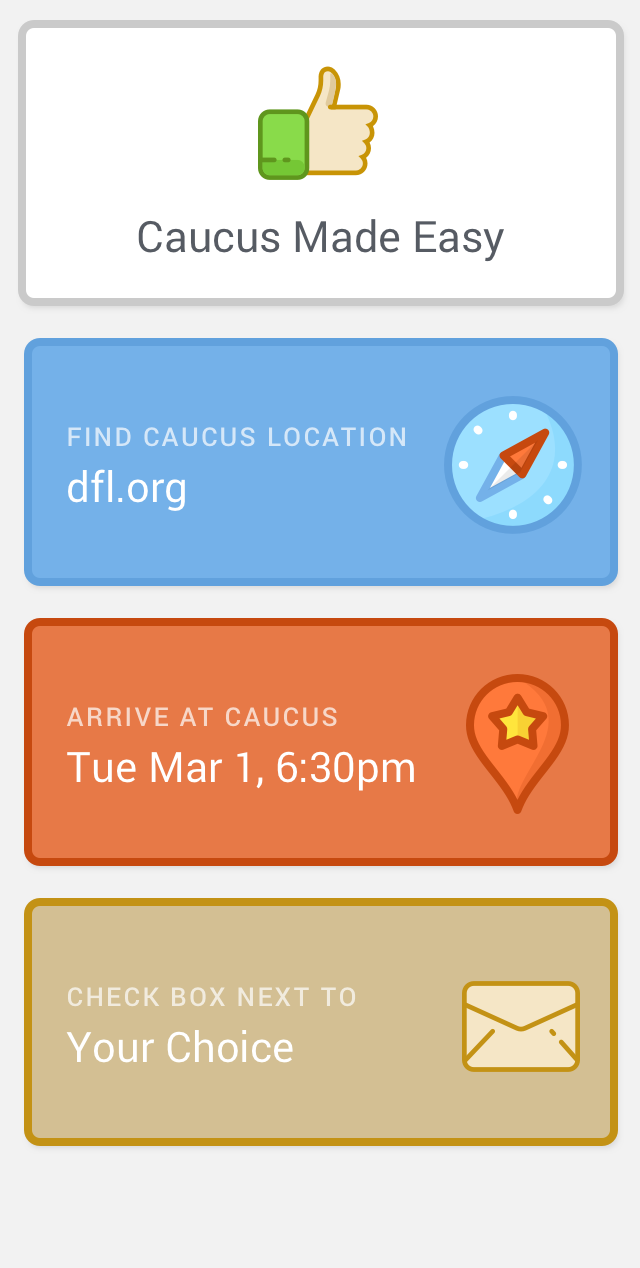 Caucus Made Easy
FIND CAUCUS LOCATION
dfl.org
ARRIVE AT CAUCUS
Tue Mar 1, 6:30pm
CHECK BOX NEXT TO
Your Choice